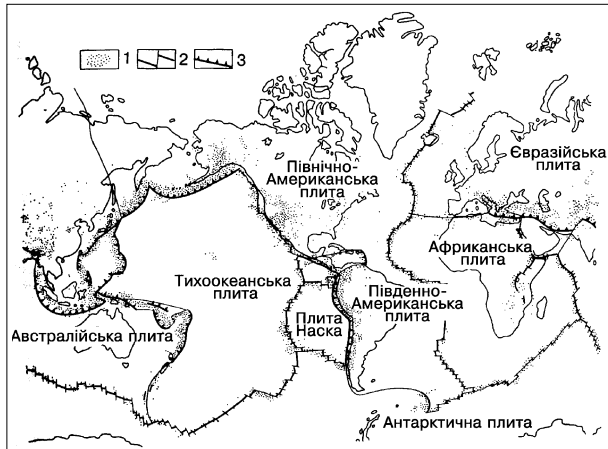 1 2 3
Північно-
Американська
плита
Євразійська
плита
Африканська
плита
Тихоокеанська
плита
Південно-
Американська
плита
Плита
Наска
Австралійська плита
Антарктична плита